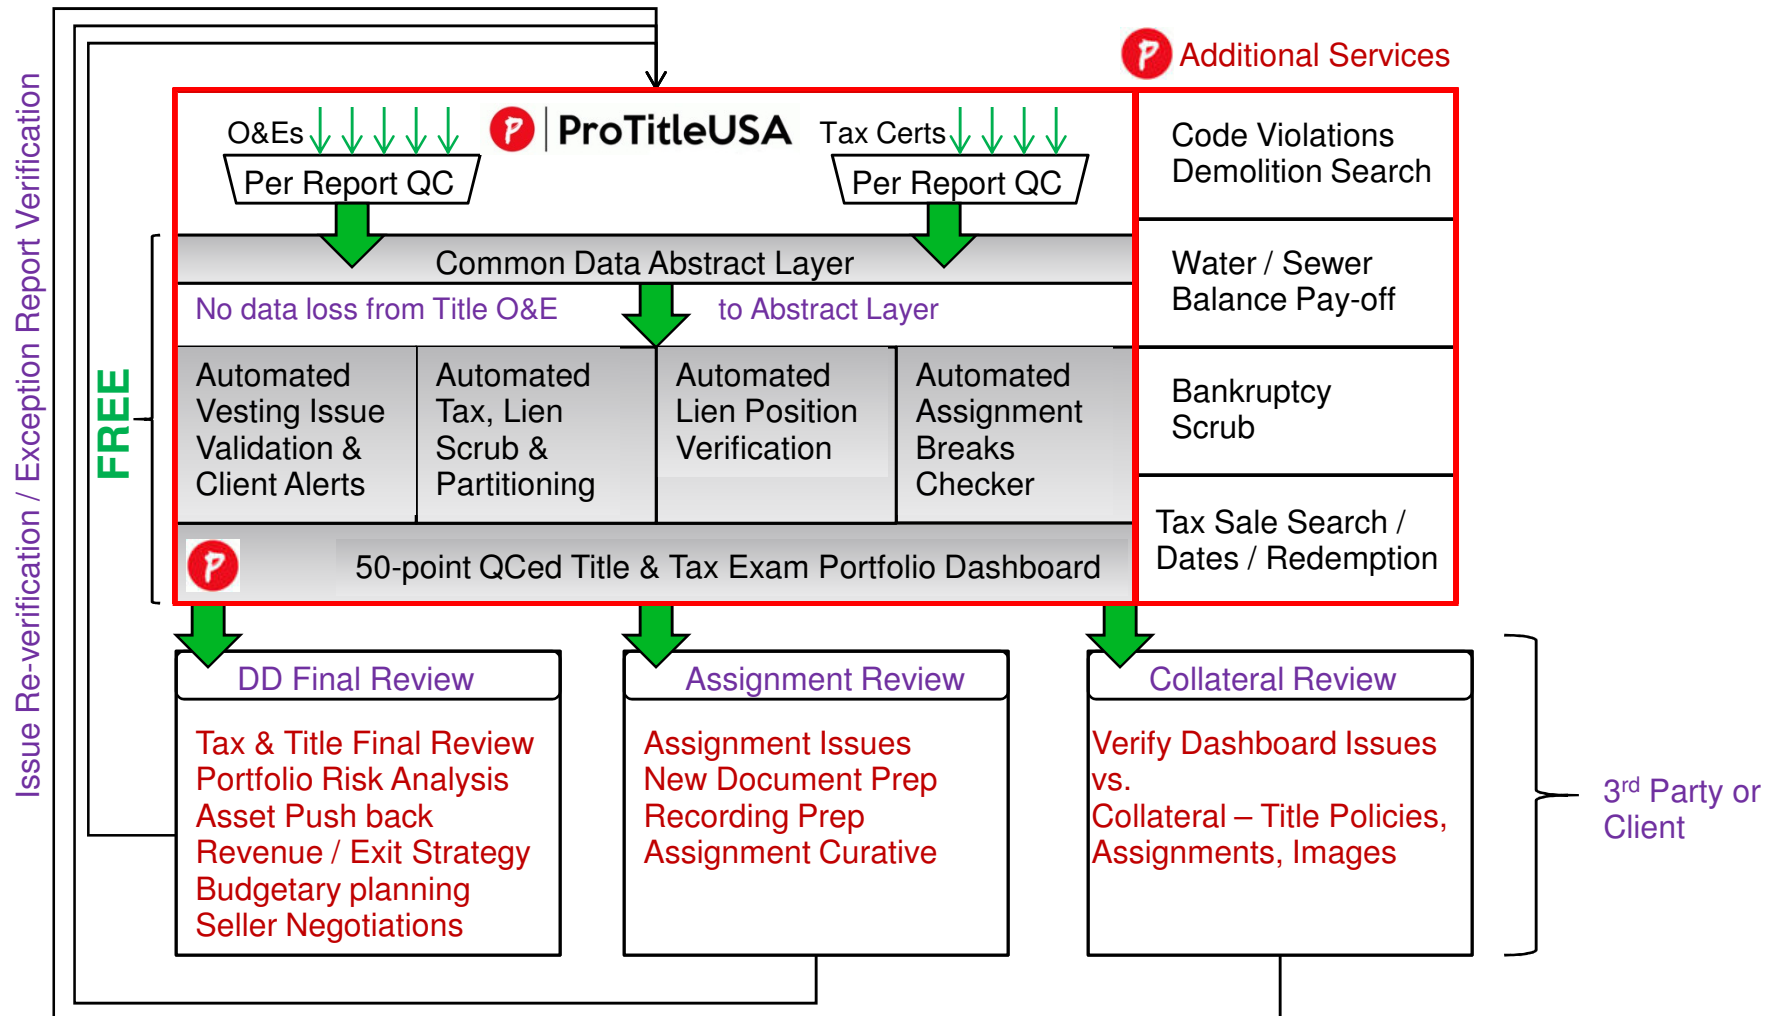 Issue Re-verification / Exception Report Verification
Additional Services
O&Es
ProTitleUSA
Tax Certs
Per Report QC
Per Report QC
Common Data Abstract Layer
No data loss from Title O&E to Abstract Layer
FREE
Automated
Vesting Issue
Validation &
Client Alerts
Automated
Tax, Lien
Scrub &
Partitioning
Automated
Lien Position
Verification
Automated
Assignment
Breaks
Checker
50-point QCed Title & Tax Exam Portfolio Dashboard
Code Violations
Demolition Search
Water / Sewer
Balance Pay-off
Bankruptcy
Scrub
Tax Sale Search /
Dates / Redemption
DD Final Review
Tax & Title Final Review
Portfolio Risk Analysis
Asset Push back
Revenue / Exit Strategy
Budgetary planning
Seller Negotiations
Assignment Review
Assignment Issues
New Document Prep
Recording Prep
Assignment Curative
Collateral Review
Verify Dashboard Issues
vs.
Collateral – Title Policies,
Assignments, Images
3rd Party or
Client